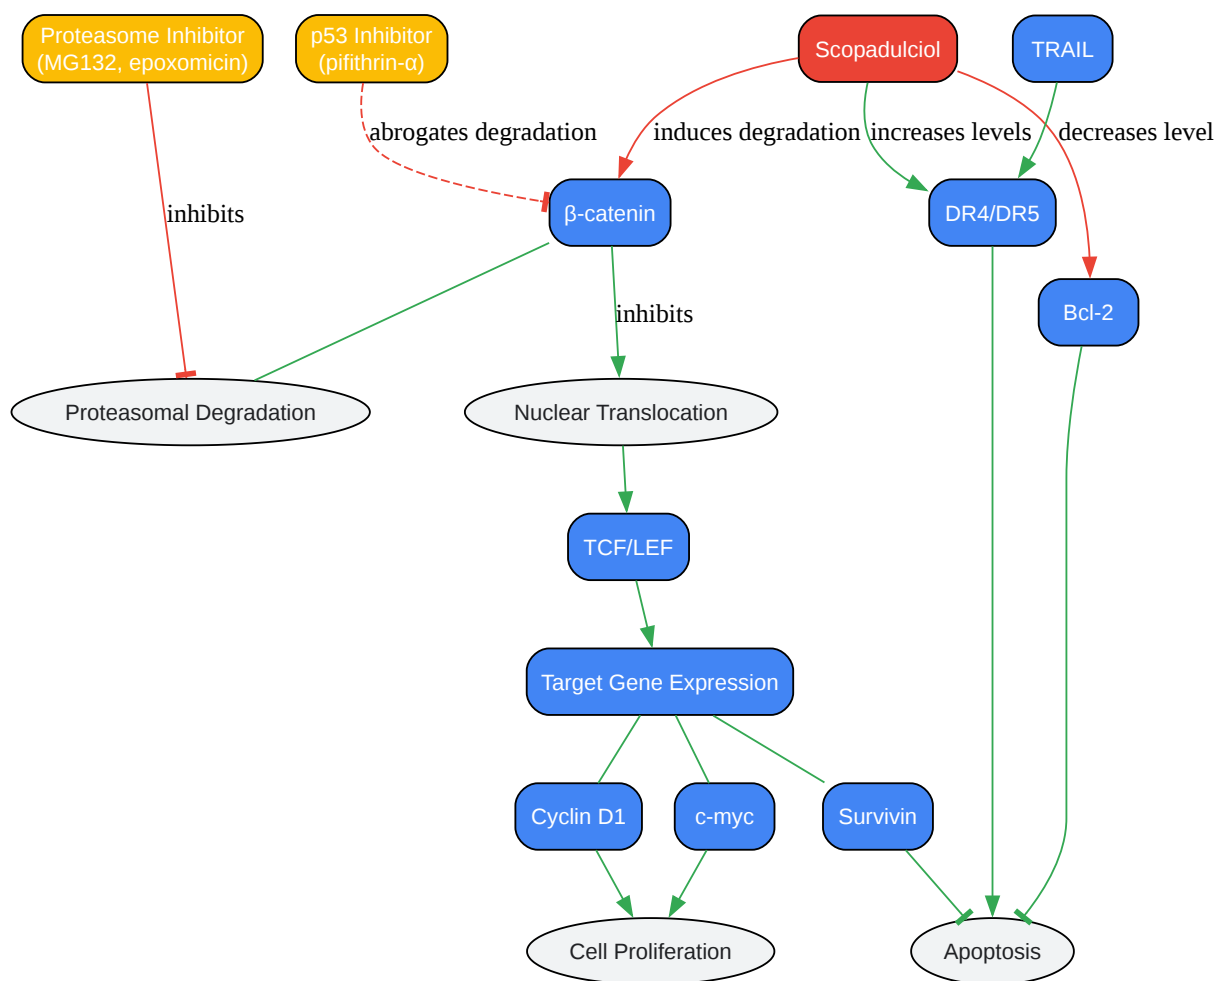 Proteasome Inhibitor
(MG132, epoxomicin)
p53 Inhibitor
(pifithrin-α)
Scopadulciol
TRAIL
abrogates degradation
induces degradation
increases levels
decreases level
inhibits
β-catenin
DR4/DR5
inhibits
Bcl-2
Proteasomal Degradation
Nuclear Translocation
TCF/LEF
Target Gene Expression
Cyclin D1
c-myc
Survivin
Cell Proliferation
Apoptosis